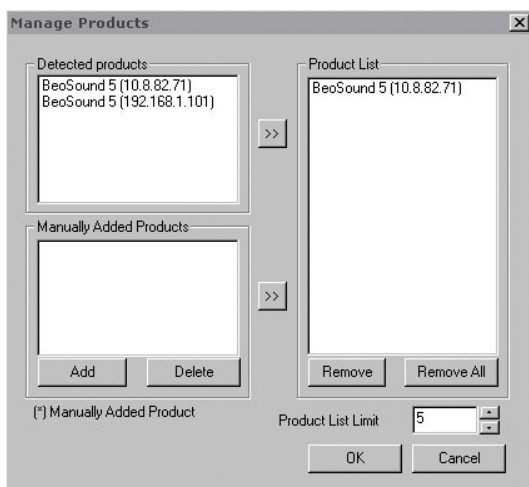 Manage Products
Detected products
BeoSound 5 (10.8.82.71)
BeoSound 5 (192.168.1.101)
>>
Manually Added Products
>>
Add
Delete
(*) Manually Added Product
Product List
BeoSound 5 (10.8.82.71)
Remove
Remove All
Product List Limit
5
OK
Cancel